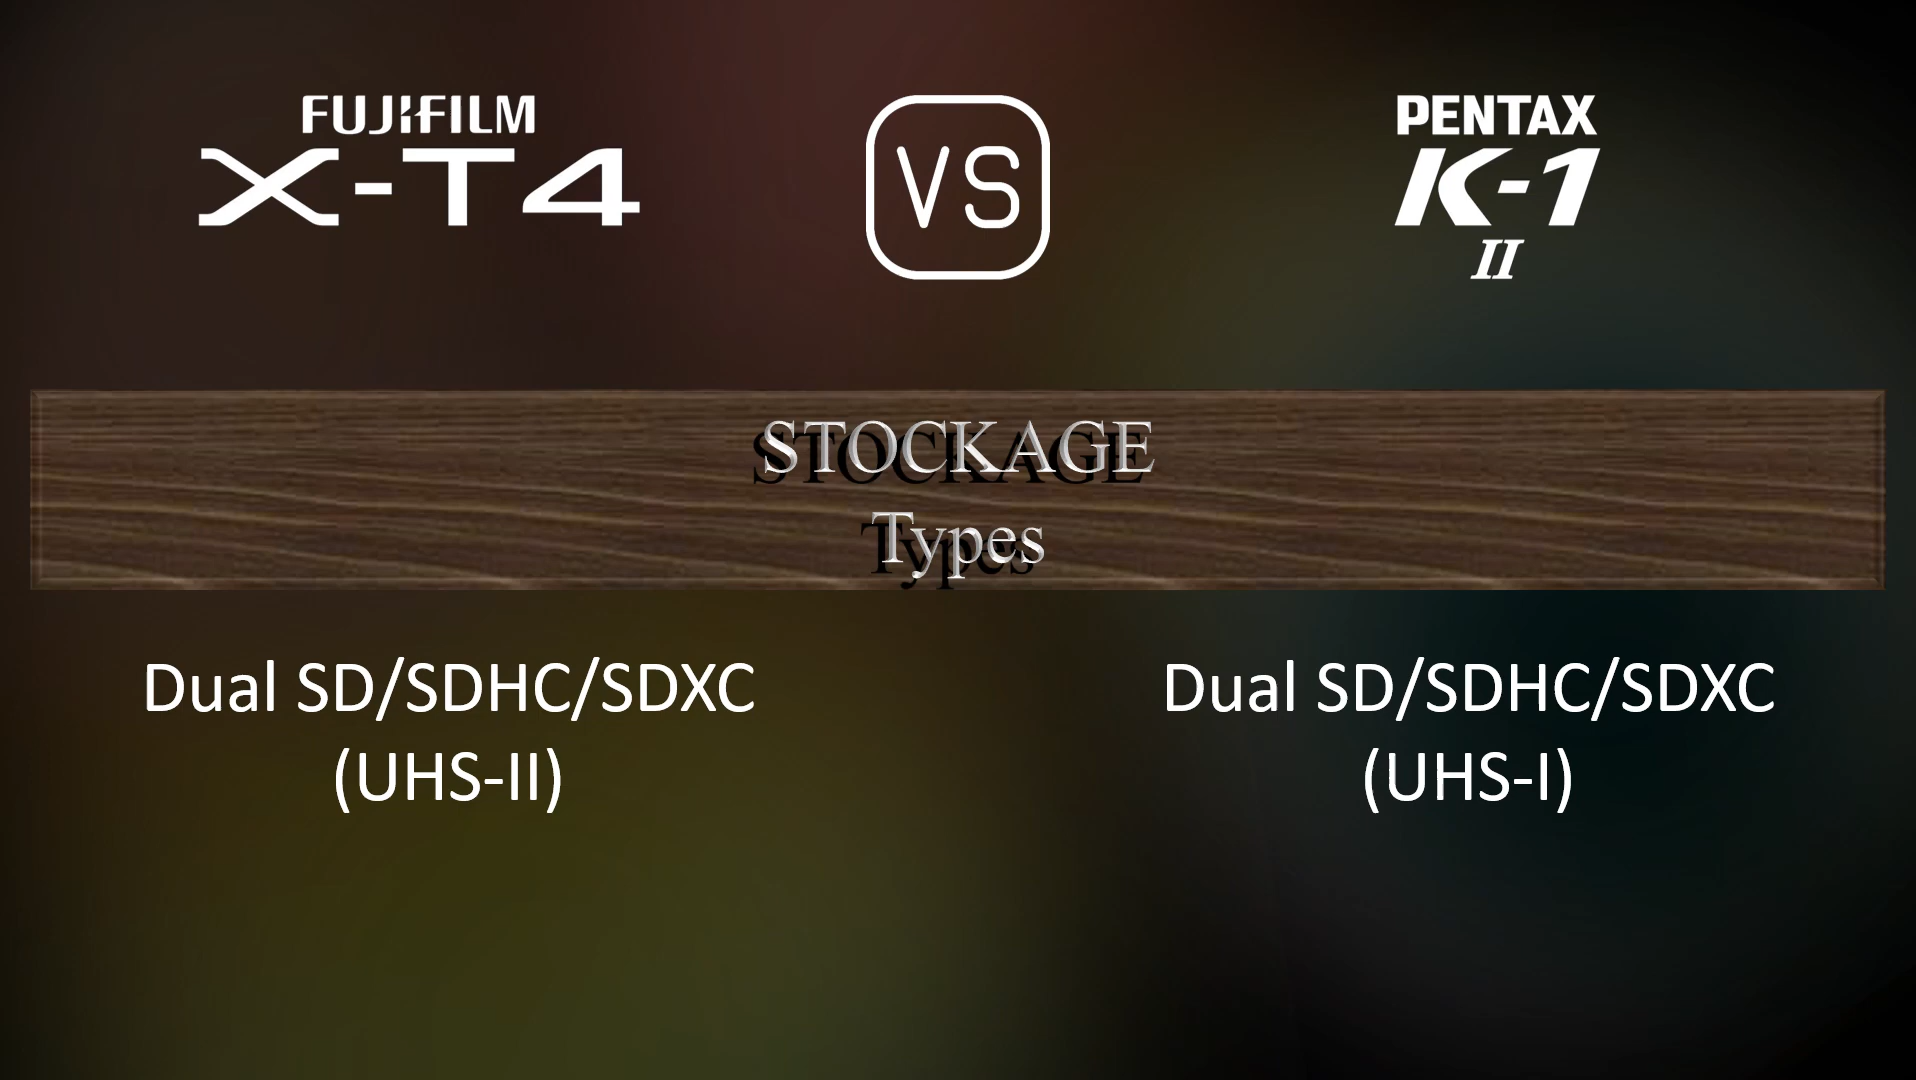 FUJIFILM
X-T4
VS
PENTAX
K-1
II
STOCKAGE
Types
Dual SD/SDHC/SDXC
(UHS-II)
Dual SD/SDHC/SDXC
(UHS-I)